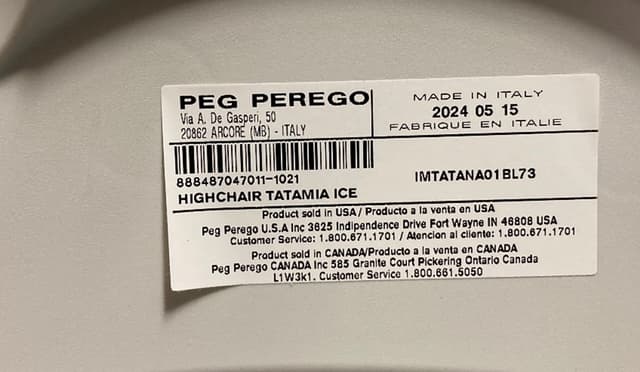 PEG PEREGO
Via A. De Gasperi, 50
20862 ARCORE (MB) - ITALY
MADE IN ITALY
2024 05 15
FABRIQUE EN ITALIE
888487047011-1021
IMTATANA01BL73
HIGHCHAIR TATAMIA ICE
Product sold in USA/Producto a la venta en USA
Peg Perego U.S.A Inc 3625 Indipendence Drive Fort Wayne IN 46808 USA
Customer Service: 1.800.671.1701 / Atencion al cliente: 1.800.671.1701
Product sold in CANADA/Producto a la venta en CANADA
Peg Perego CANADA Inc 585 Granite Court Pickering Ontario Canada
L1W3k1. Customer Service 1.800.661.5050